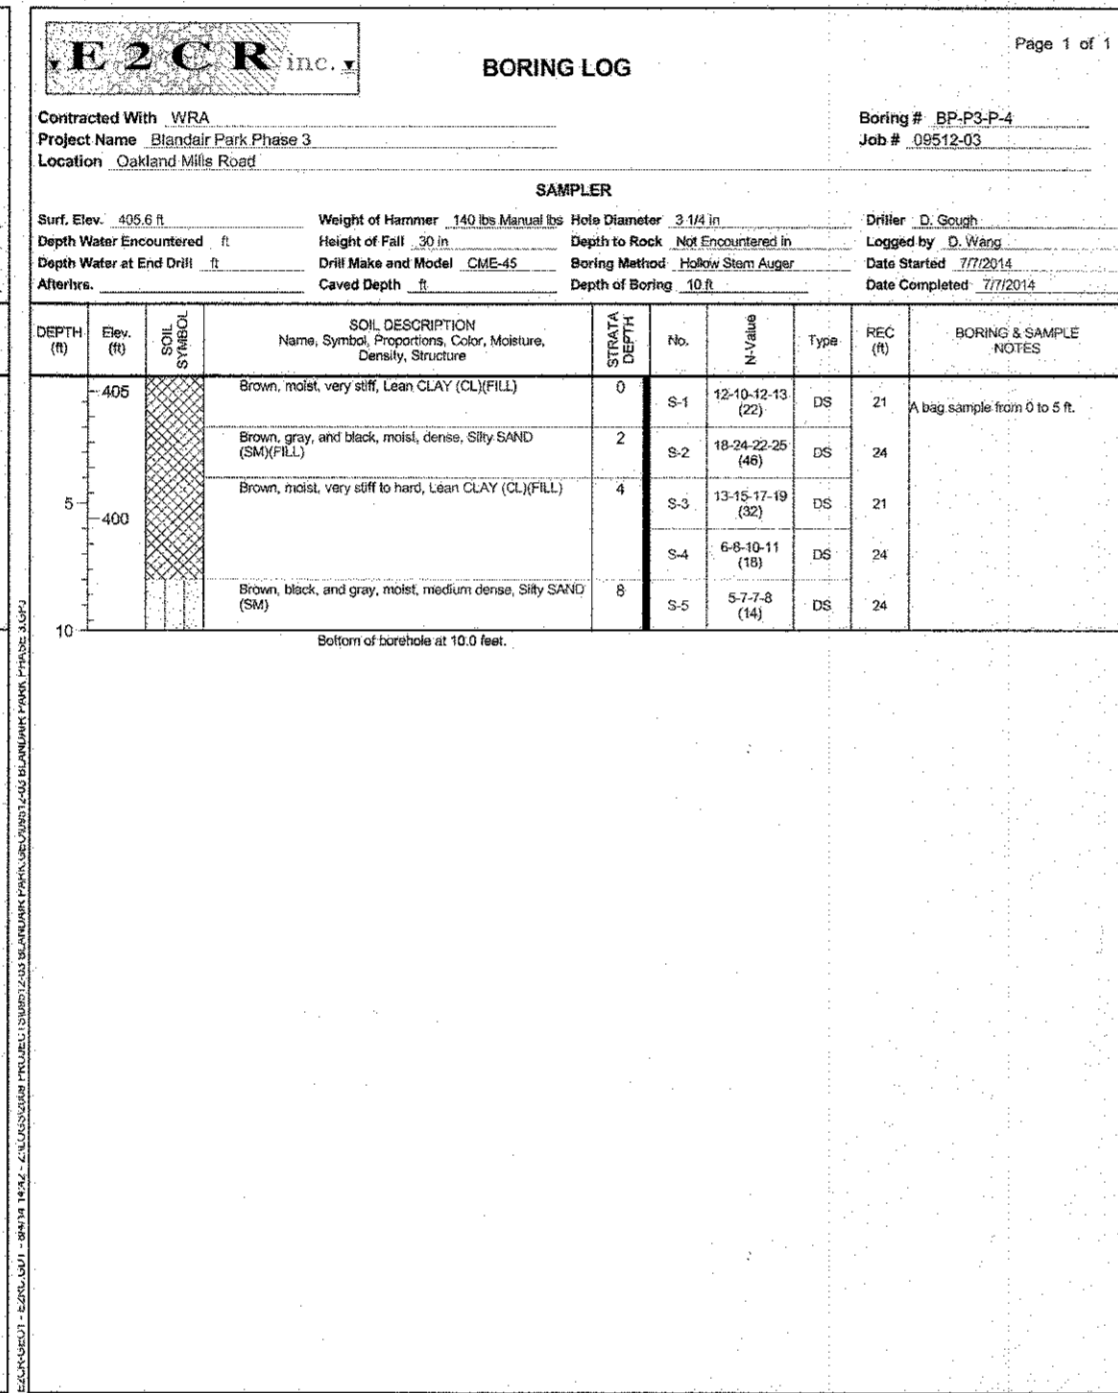 E2CR inc.
Page 1 of 1
BORING LOG
Contracted With WRA
Boring # BP-P3-P-4
Project Name Blandair Park Phase 3
Job # 09512-03
Location Oakland Mills Road
SAMPLER
Surf. Elev. 405.6 ft Weight of Hammer 140 lbs Manual lbs Hole Diameter 3 1/4 in Driller D. Gough
Depth Water Encountered ft Height of Fall 30 in Depth to Rock Not Encountered in Logged by D. Wang
Depth Water at End Drill ft Drill Make and Model CME-45 Boring Method Hollow Stem Auger Date Started 7/7/2014
Afterhrs. Caved Depth ft Depth of Boring 10 ft Date Completed 7/7/2014
DEPTH (ft) Elev. (ft) SOIL SYMBOL SOIL DESCRIPTION Name, Symbol, Proportions, Color, Moisture, Density, Structure STRATA DEPTH No. N-Value Type REC (ft) BORING & SAMPLE NOTES
405 Brown, moist, very stiff, Lean CLAY (CL)(FILL) 0
S-1 12-10-12-13 (22) DS 21 A bag sample from 0 to 5 ft.
Brown, gray, and black, moist, dense, Silty SAND (SM)(FILL) 2
S-2 18-24-22-25 (46) DS 24
Brown, moist, very stiff to hard, Lean CLAY (CL)(FILL) 4
5 S-3 13-15-17-19 (32) DS 21
400
S-4 6-8-10-11 (18) DS 24
Brown, black, and gray, moist, medium dense, Silty SAND (SM) 8
S-5 5-7-7-8 (14) DS 24
10
Bottom of borehole at 10.0 feet.